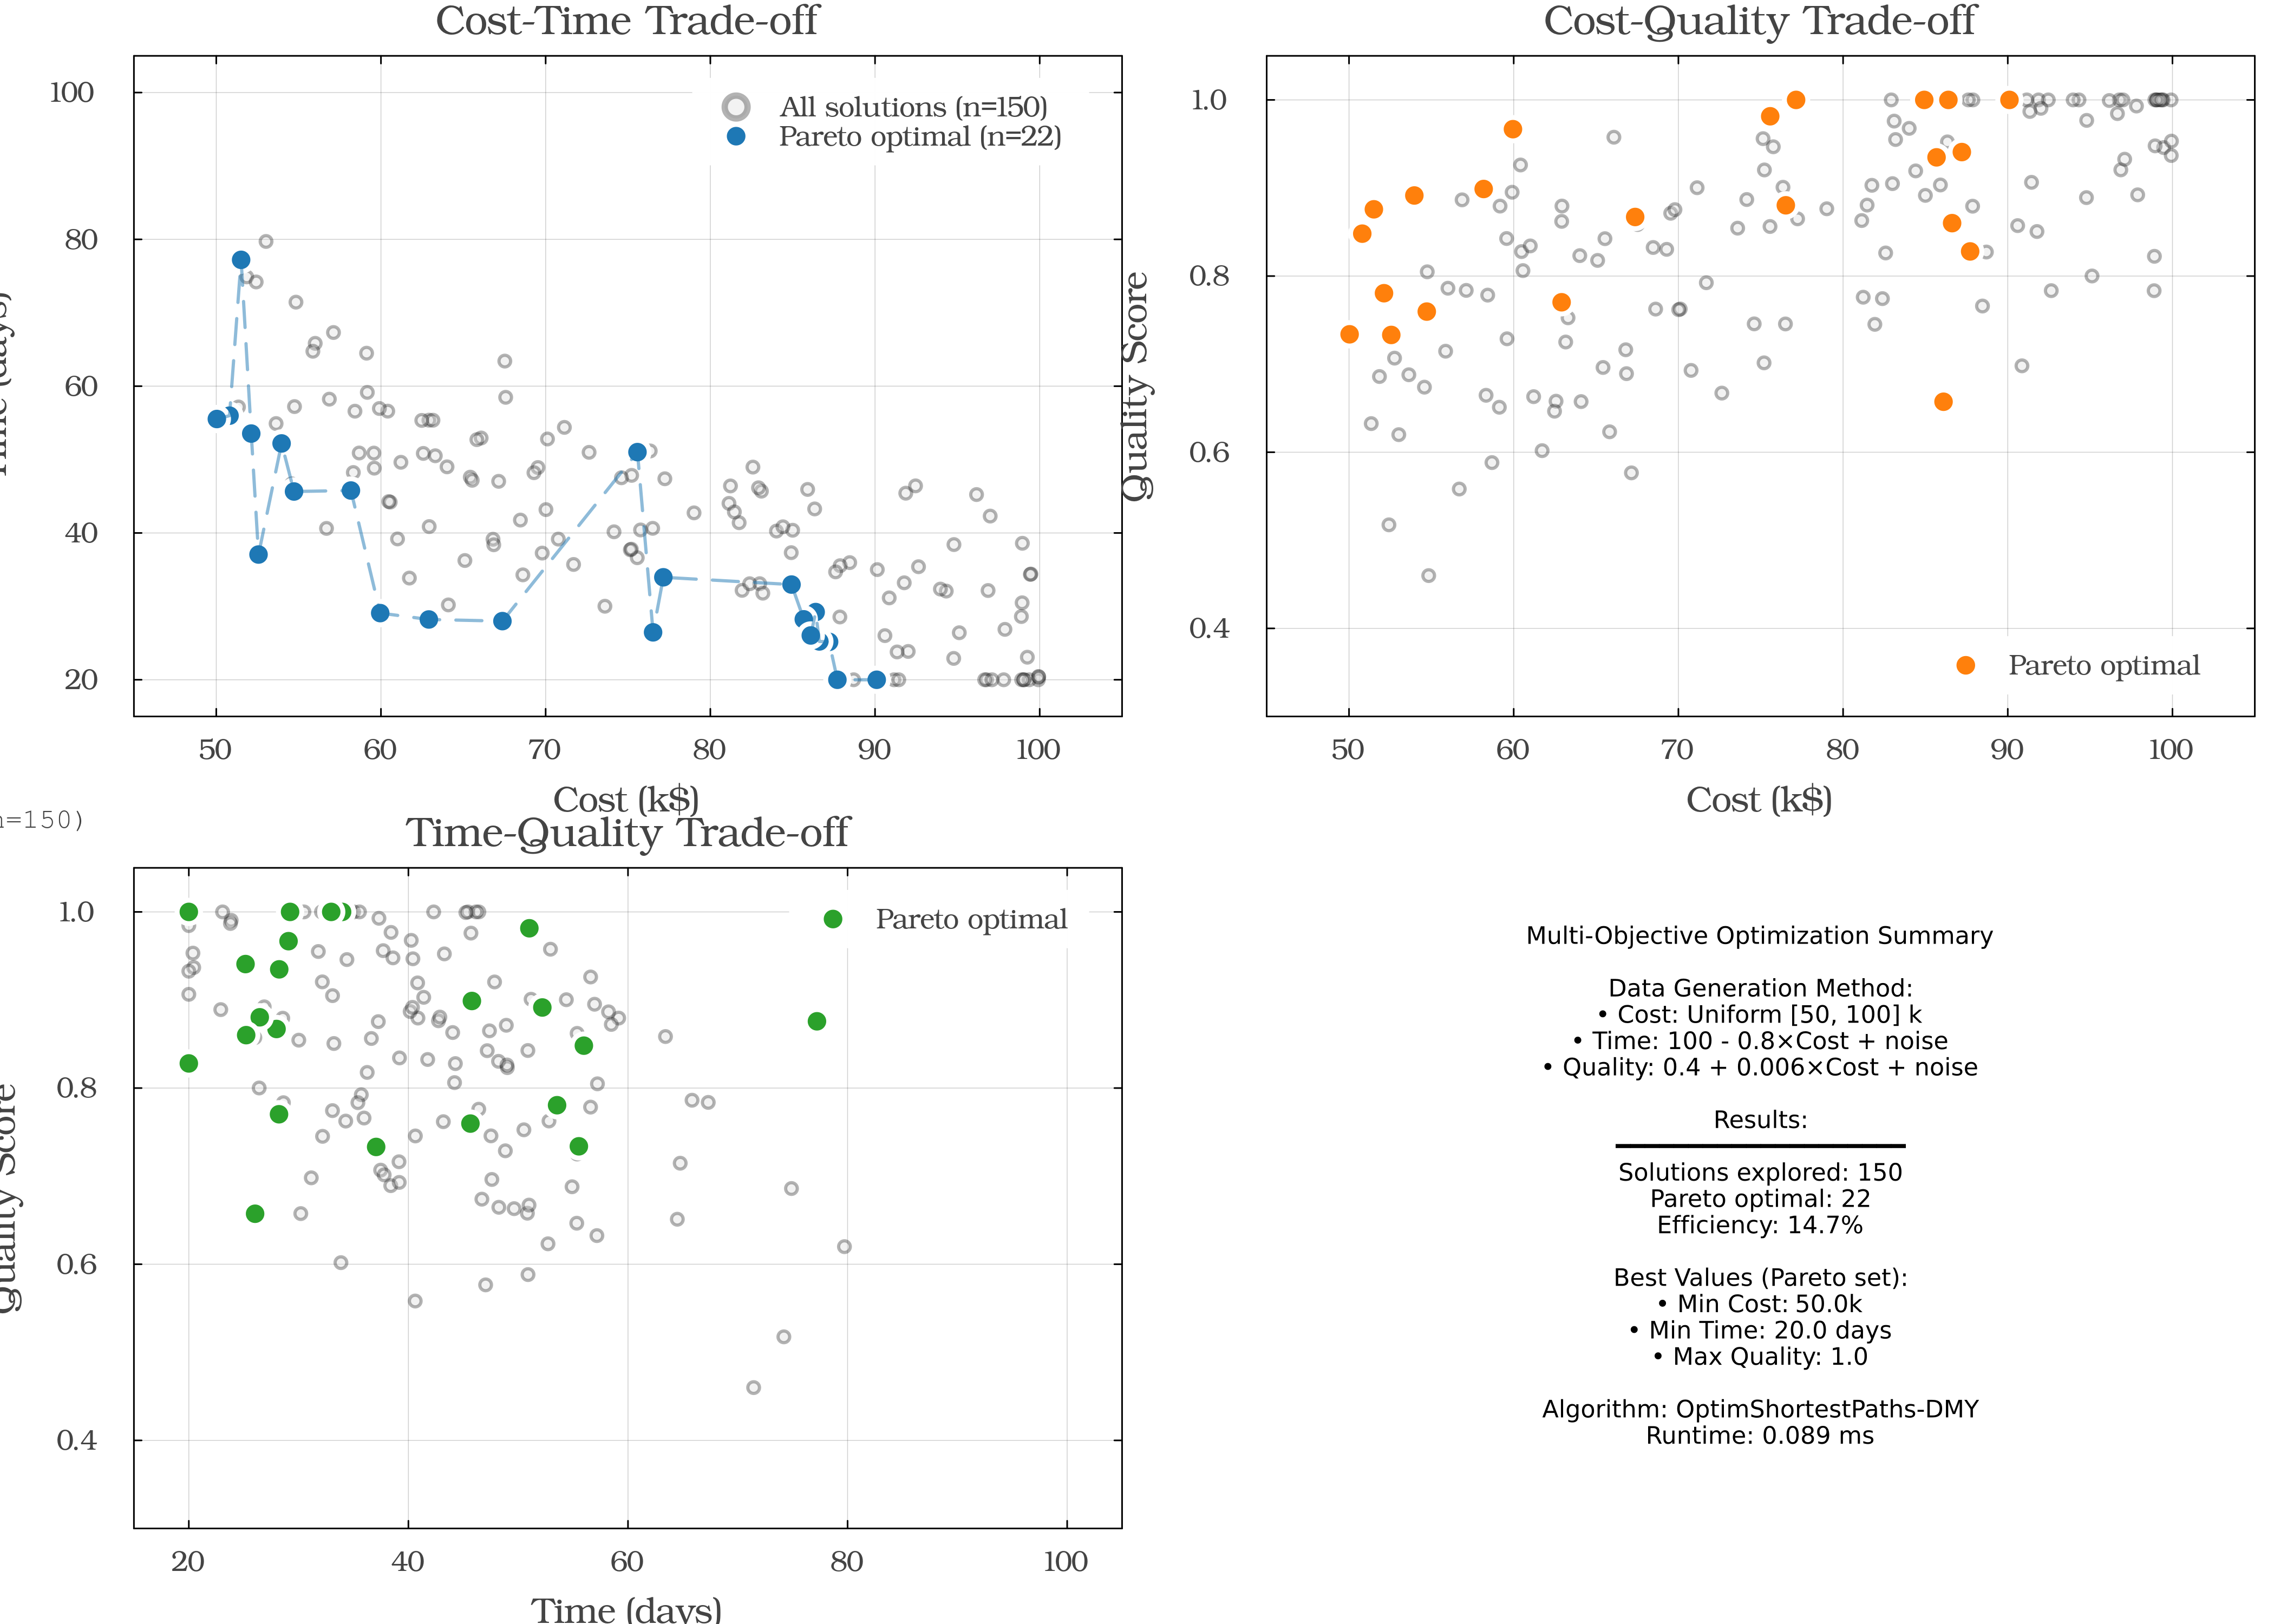 Cost-Time Trade-off
100
80
60
40
20
All solutions (n=150)
Pareto optimal (n=22)
50 60 70 80 90 100
Cost (k$)
Cost-Quality Trade-off
Quality Score
1.0
0.8
0.6
0.4
Pareto optimal
50 60 70 80 90 100
Cost (k$)
=150)
Time-Quality Trade-off
Quality Score
1.0
0.8
0.6
0.4
Pareto optimal
20 40 60 80 100
Time (days)
Multi-Objective Optimization Summary
Data Generation Method:
• Cost: Uniform [50, 100] k
• Time: 100 - 0.8×Cost + noise
• Quality: 0.4 + 0.006×Cost + noise
Results:
Solutions explored: 150
Pareto optimal: 22
Efficiency: 14.7%
Best Values (Pareto set):
• Min Cost: 50.0k
• Min Time: 20.0 days
• Max Quality: 1.0
Algorithm: OptimShortestPaths-DMY
Runtime: 0.089 ms